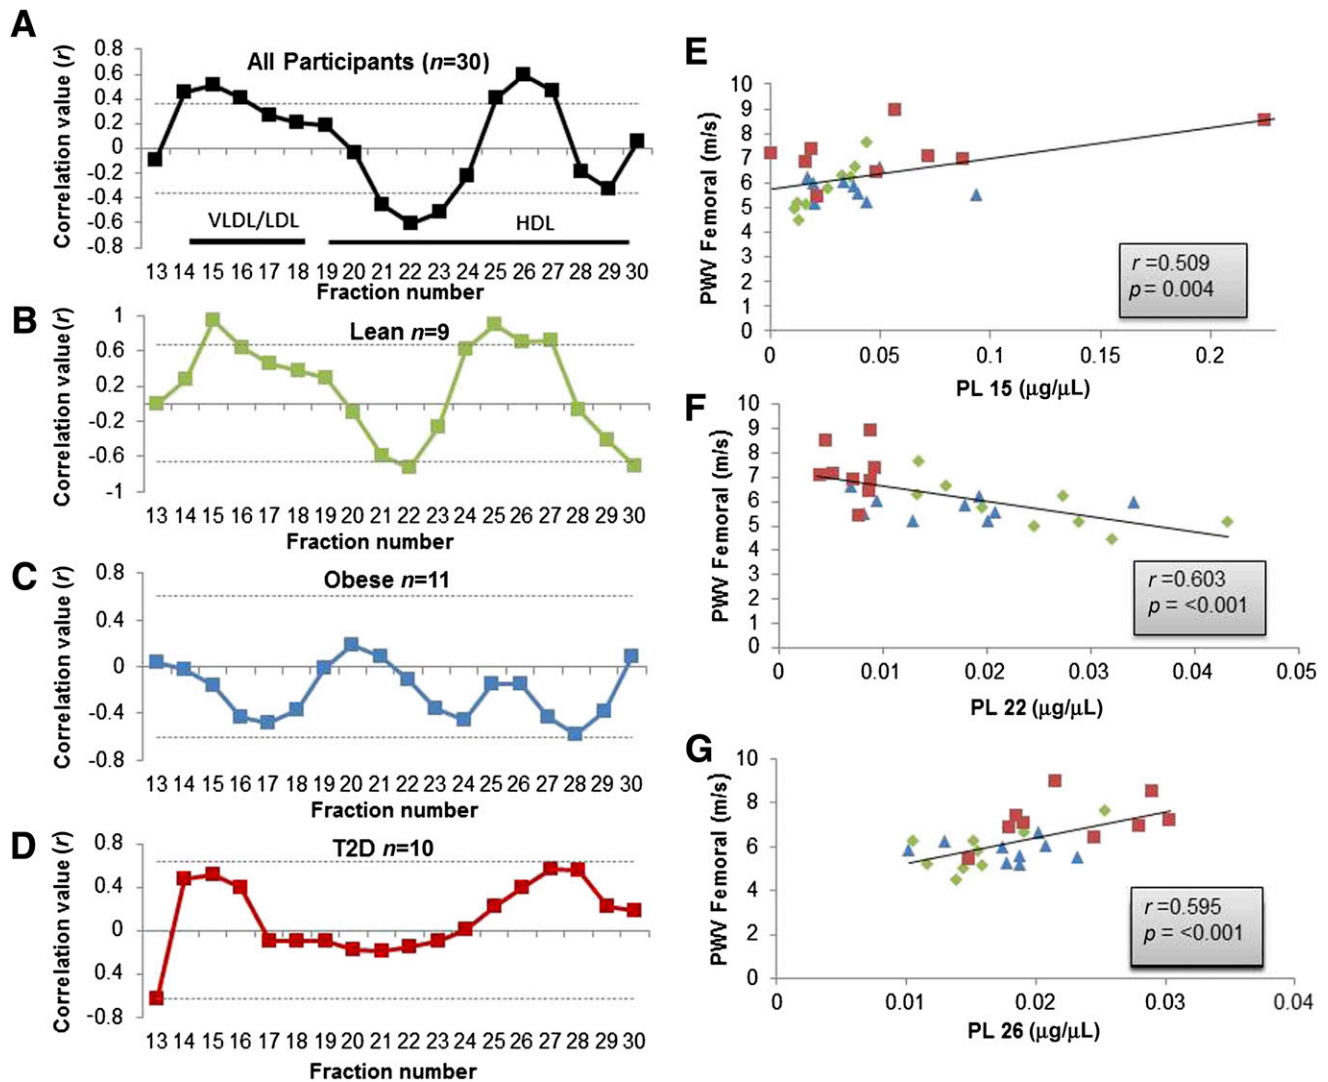 A
Correlation value (r)
0.8
0.6
0.4
0.2
0
-0.2
-0.4
-0.6
-0.8
All Participants (n=30)
VLDL/LDL
HDL
13 14 15 16 17 18 19 20 21 22 23 24 25 26 27 28 29 30
Fraction number
B
Correlation value(r)
1
0.6
0.2
-0.2
-0.6
-1
Lean n=9
13 14 15 16 17 18 19 20 21 22 23 24 25 26 27 28 29 30
Fraction number
C
Correlation value (r)
0.8
0.4
0
-0.4
-0.8
Obese n=11
13 14 15 16 17 18 19 20 21 22 23 24 25 26 27 28 29 30
Fraction number
D
Correlation value (r)
0.8
0.4
0
0.4
-0.8
T2D n=10
13 14 15 16 17 18 19 20 21 22 23 24 25 26 27 28 29 30
Fraction number
E
PWV Femoral (m/s)
10
9
8
7
6
5
4
3
2
1
0
r =0.509
p= 0.004
0 0.05 0.1 0.15 0.2
PL 15 (µg/µL)
F
PWV Femoral (m/s)
10
9
8
7
6
5
4
3
2
1
0
r =0.603
p = <0.001
0 0.01 0.02 0.03 0.04 0.05
PL 22 (µg/µL)
G
PWV Femoral (m/s)
10
8
6
4
2
0
r =0.595
p = <0.001
0 0.01 0.02 0.03 0.04
PL 26 (µg/µL)